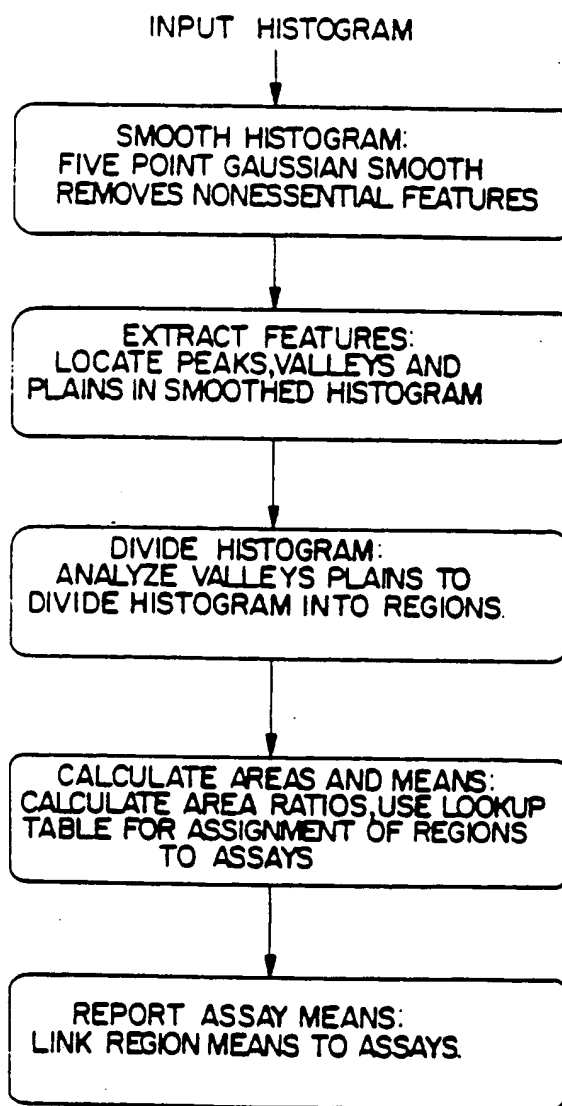 INPUT HISTOGRAM
SMOOTH HISTOGRAM:
FIVE POINT GAUSSIAN SMOOTH
REMOVES NONESSENTIAL FEATURES
EXTRACT FEATURES:
LOCATE PEAKS,VALLEYS AND
PLAINS IN SMOOTHED HISTOGRAM
DIVIDE HISTOGRAM:
ANALYZE VALLEYS PLAINS TO
DIVIDE HISTOGRAM INTO REGIONS.
CALCULATE AREAS AND MEANS:
CALCULATE AREA RATIOS,USE LOOKUP
TABLE FOR ASSIGNMENT OF REGIONS
TO ASSAYS
REPORT ASSAY MEANS:
LINK REGION MEANS TO ASSAYS.